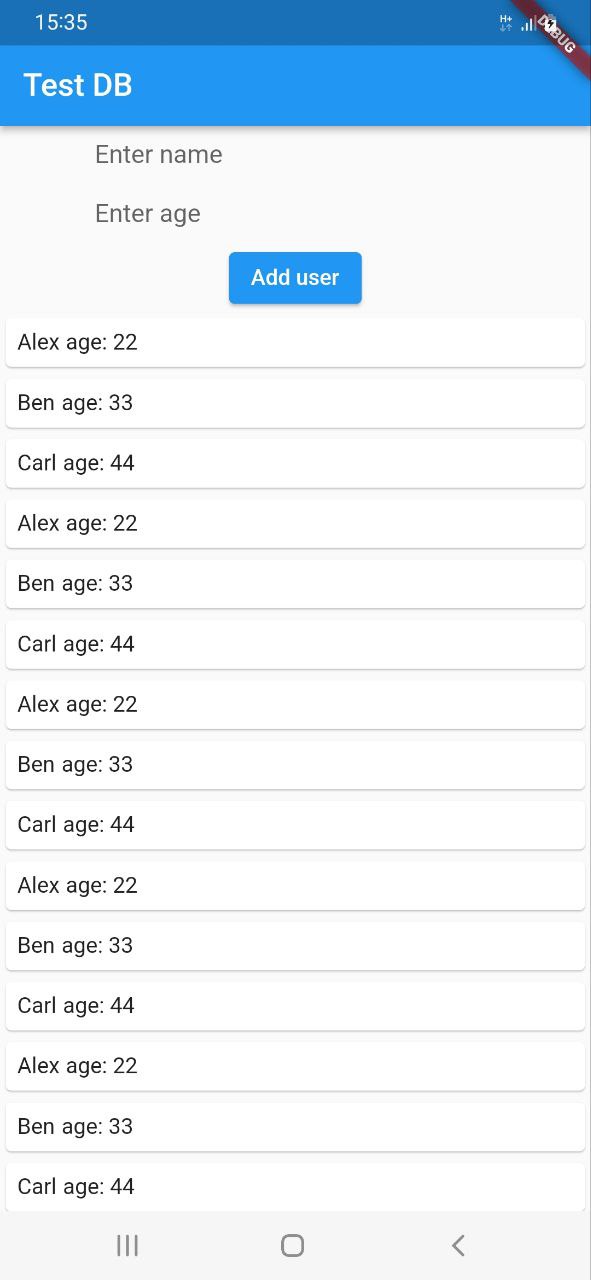 15:35
H+
DEBUG
Test DB
Enter name
Enter age
Add user
Alex age: 22
Ben age: 33
Carl age: 44
Alex age: 22
Ben age: 33
Carl age: 44
Alex age: 22
Ben age: 33
Carl age: 44
Alex age: 22
Ben age: 33
Carl age: 44
Alex age: 22
Ben age: 33
Carl age: 44